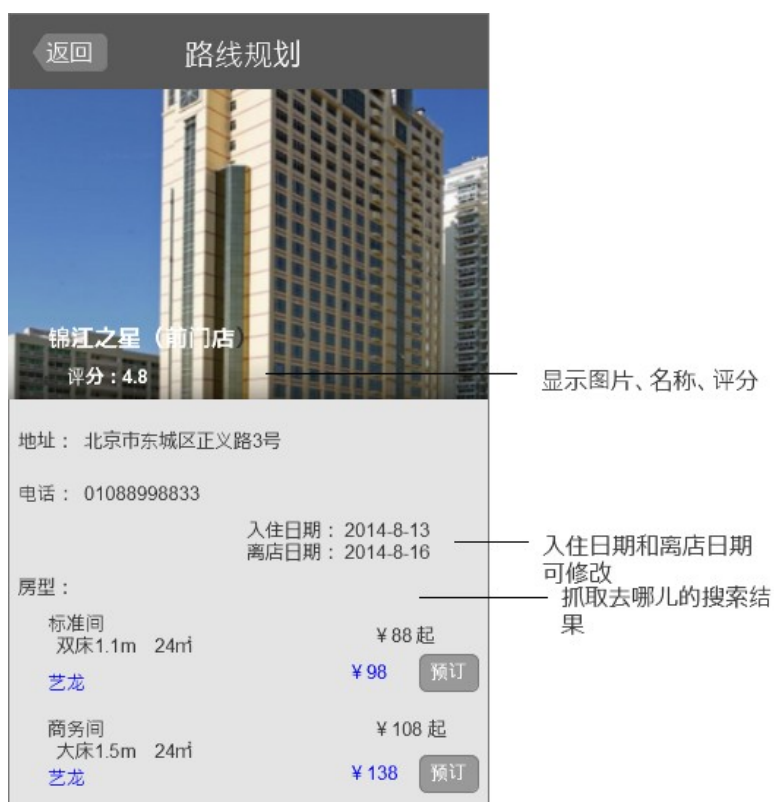 返回
路线规划
锦江之星（前门店）
评分：4.8
显示图片、名称、评分
地址： 北京市东城区正义路3号
电话： 01088998833
入住日期： 2014-8-13
离店日期： 2014-8-16
入住日期和离店日期
可修改
房型：
抓取去哪儿的搜索结
果
标准间
双床1.1m 24㎡
¥ 88 起
艺龙
¥ 98
预订
商务间
大床1.5m 24㎡
¥ 108 起
艺龙
¥ 138
预订